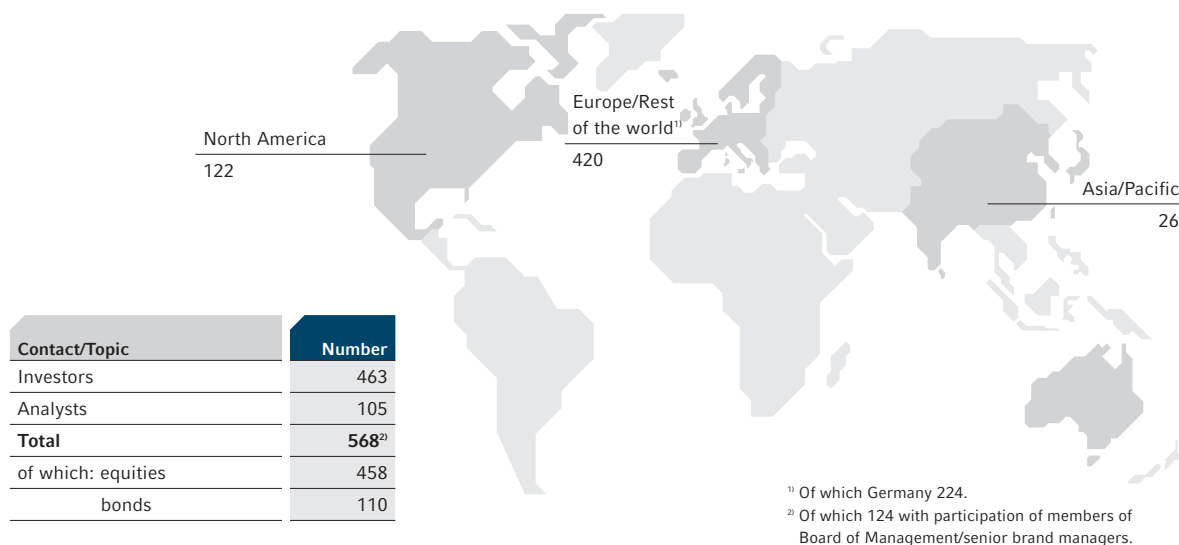 North America
122
Europe/Rest
of the world¹⁾
420
Asia/Pacific
26
Contact/Topic Number
Investors 463
Analysts 105
Total 568²⁾
of which: equities 458
bonds 110
¹⁾ Of which Germany 224.
²⁾ Of which 124 with participation of members of
Board of Management/senior brand managers.